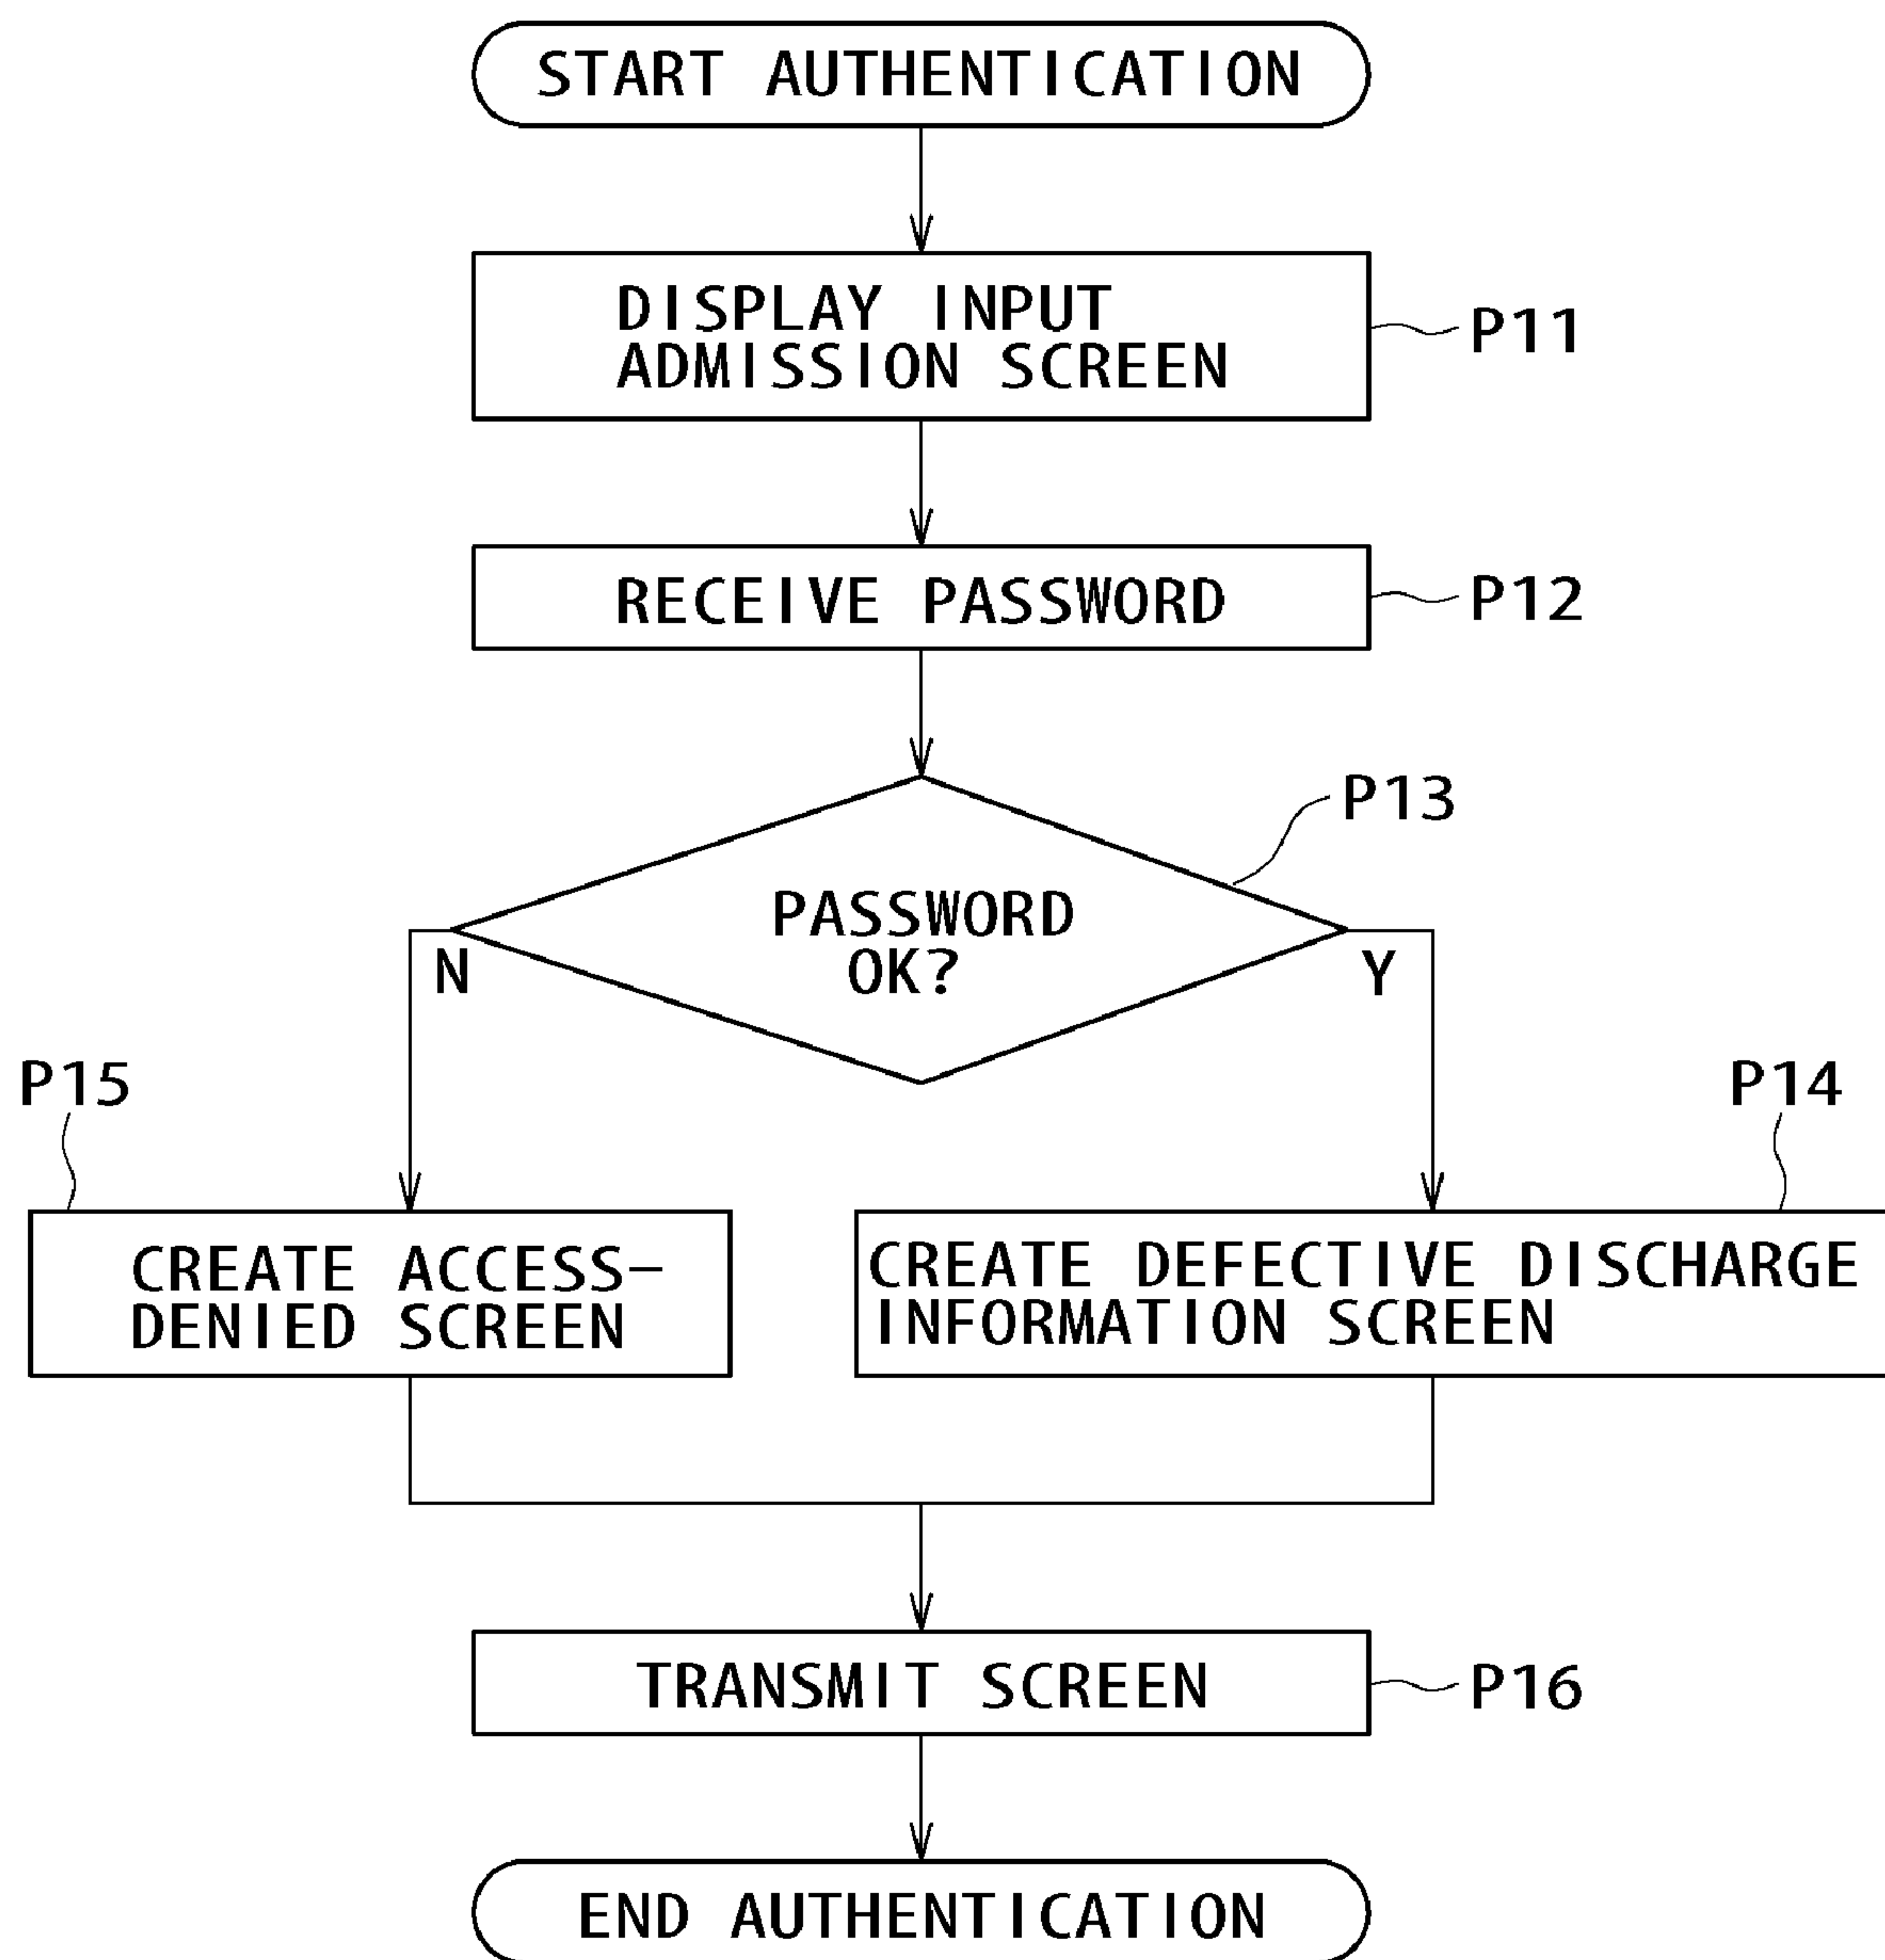 START AUTHENTICATION
DISPLAY INPUT
ADMISSION SCREEN
P11
RECEIVE PASSWORD
P12
P13
PASSWORD
OK?
N
Y
P15
P14
CREATE ACCESS-
DENIED SCREEN
CREATE DEFECTIVE DISCHARGE
INFORMATION SCREEN
TRANSMIT SCREEN
P16
END AUTHENTICATION